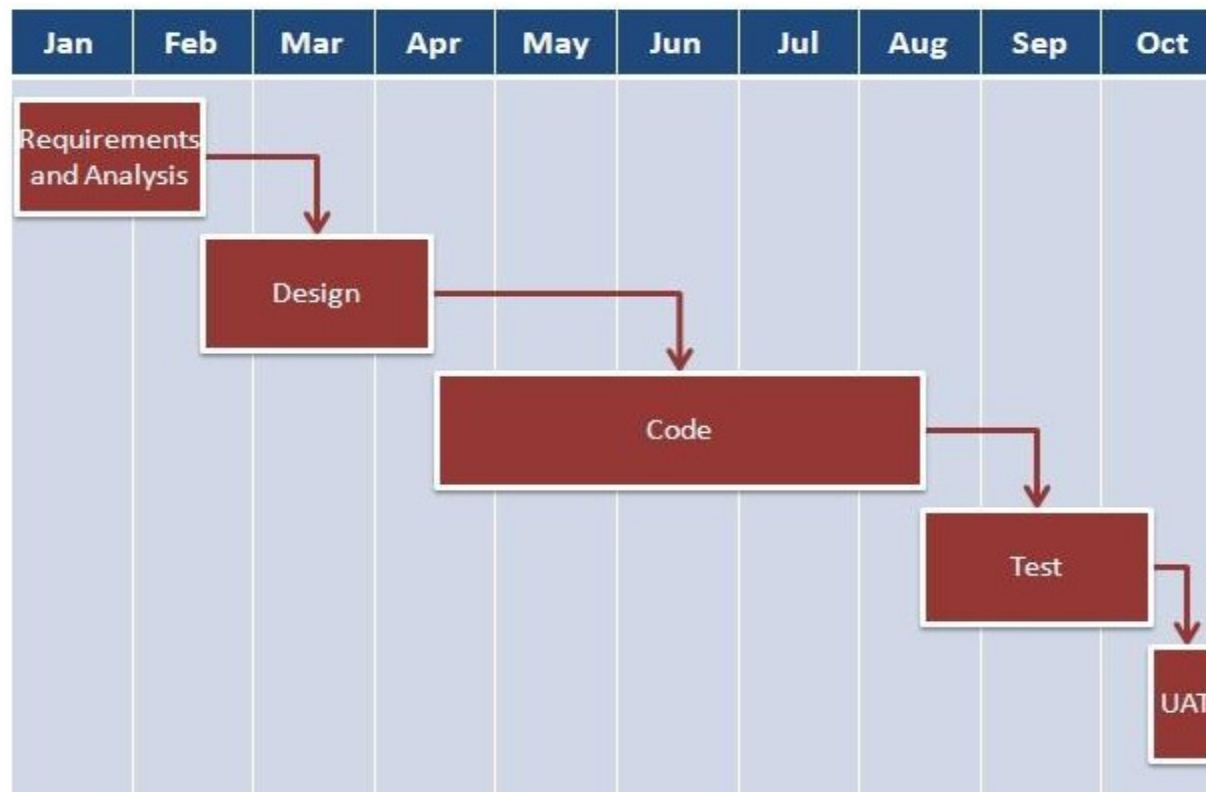 Jan Feb Mar Apr May Jun Jul Aug Sep Oct
Requirements
and Analysis
Design
Code
Test
UAT